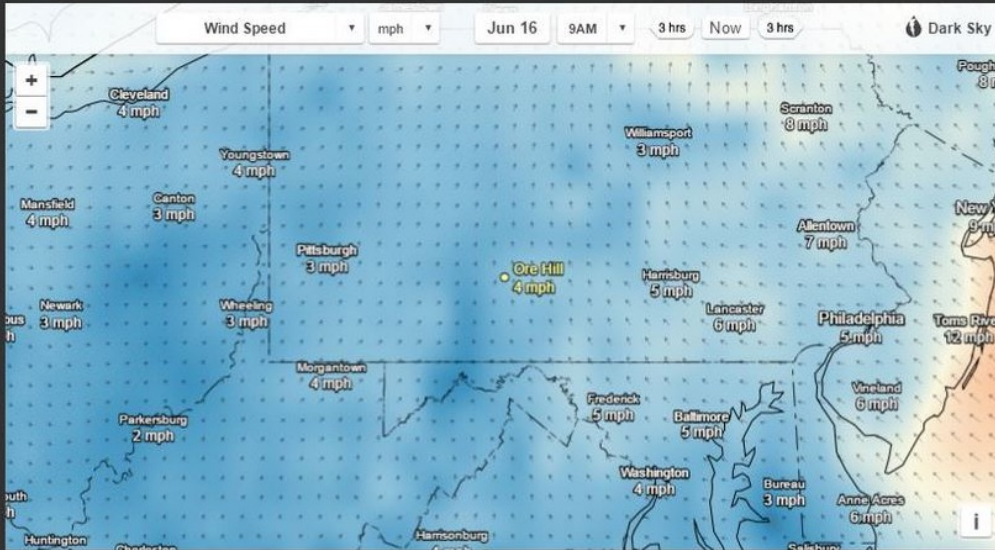 Wind Speed
mph
Jun 16
9AM
3 hrs
Now
3 hrs
Dark Sky
+
−
Cleveland
4 mph
Scranton
8 mph
Williamsport
3 mph
Youngstown
4 mph
Canton
3 mph
Mansfield
4 mph
Allentown
7 mph
Pittsburgh
3 mph
Ore Hill
4 mph
Harrisburg
5 mph
Newark
3 mph
Wheeling
3 mph
Lancaster
6 mph
Philadelphia
5 mph
Toms Rive
12 mph
Morgantown
4 mph
Vineland
6 mph
Frederick
5 mph
Baltimore
5 mph
Parkersburg
2 mph
Washington
4 mph
Bureau
3 mph
Anne Acres
6 mph
i
Huntington
Harrisonburg
Salisbury